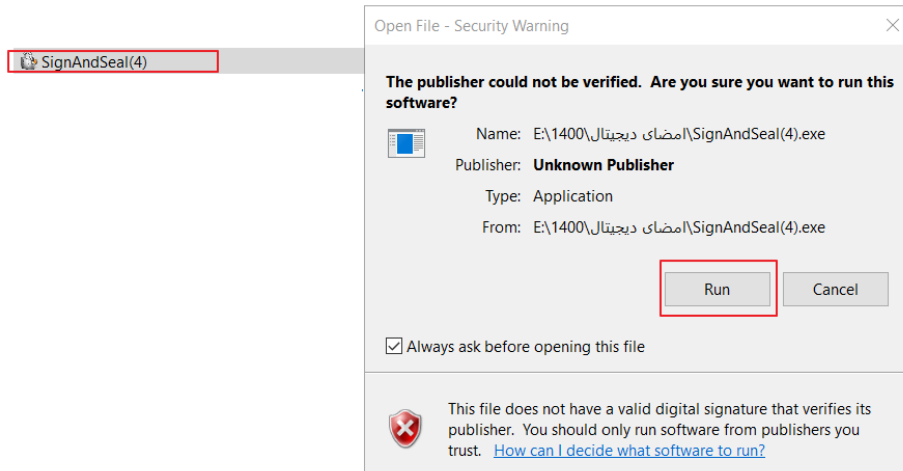 SignAndSeal(4)
Open File - Security Warning
The publisher could not be verified. Are you sure you want to run this
software?
Name: E:\1400\امضای دیجیتال\SignAndSeal(4).exe
Publisher: Unknown Publisher
Type: Application
From: E:\1400\امضای دیجیتال\SignAndSeal(4).exe
Run Cancel
Always ask before opening this file
This file does not have a valid digital signature that verifies its
publisher. You should only run software from publishers you
trust. How can I decide what software to run?